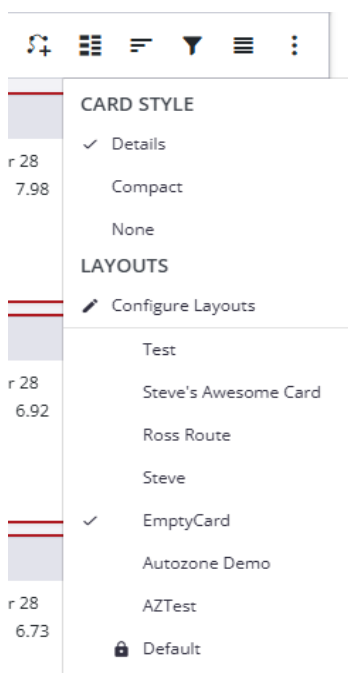 CARD STYLE
Details
r 28
7.98
Compact
None
LAYOUTS
Configure Layouts
Test
r 28
6.92
Steve's Awesome Card
Ross Route
Steve
EmptyCard
Autozone Demo
r 28
6.73
AZTest
Default